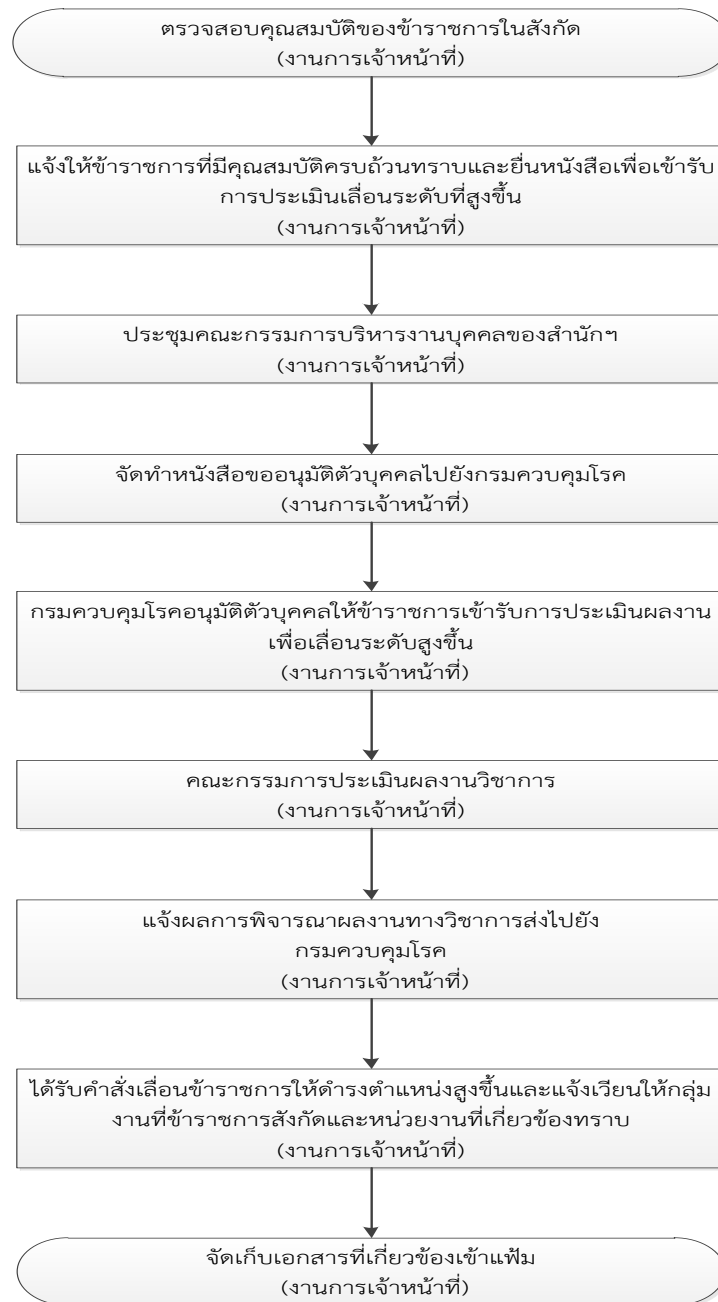 ตรวจสอบคุณสมบัติของข้าราชการในสังกัด
(งานการเจ้าหน้าที่)
แจ้งให้ข้าราชการที่มีคุณสมบัติครบถ้วนทราบและยื่นหนังสือเพื่อเข้ารับ
การประเมินเลื่อนระดับที่สูงขึ้น
(งานการเจ้าหน้าที่)
ประชุมคณะกรรมการบริหารงานบุคคลของสำนักฯ
(งานการเจ้าหน้าที่)
จัดทำหนังสือขออนุมัติตัวบุคคลไปยังกรมควบคุมโรค
(งานการเจ้าหน้าที่)
กรมควบคุมโรคอนุมัติตัวบุคคลให้ข้าราชการเข้ารับการประเมินผลงาน
เพื่อเลื่อนระดับสูงขึ้น
(งานการเจ้าหน้าที่)
คณะกรรมการประเมินผลงานวิชาการ
(งานการเจ้าหน้าที่)
แจ้งผลการพิจารณาผลงานทางวิชาการส่งไปยัง
กรมควบคุมโรค
(งานการเจ้าหน้าที่)
ได้รับคำสั่งเลื่อนข้าราชการให้ดำรงตำแหน่งสูงขึ้นและแจ้งเวียนให้กลุ่ม
งานที่ข้าราชการสังกัดและหน่วยงานที่เกี่ยวข้องทราบ
(งานการเจ้าหน้าที่)
จัดเก็บเอกสารที่เกี่ยวข้องเข้าแฟ้ม
(งานการเจ้าหน้าที่)